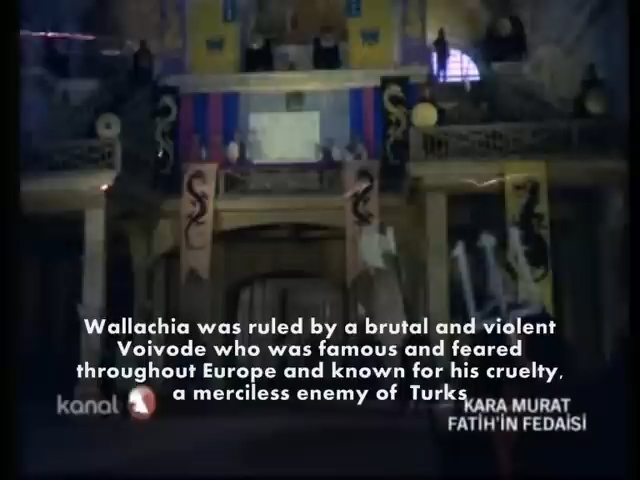 Wallachia was ruled by a brutal and violent
Voivode who was famous and feared
throughout Europe and known for his cruelty,
a merciless enemy of Turks
kanal
KARA MURAT
FATİH'İN FEDAİSİ